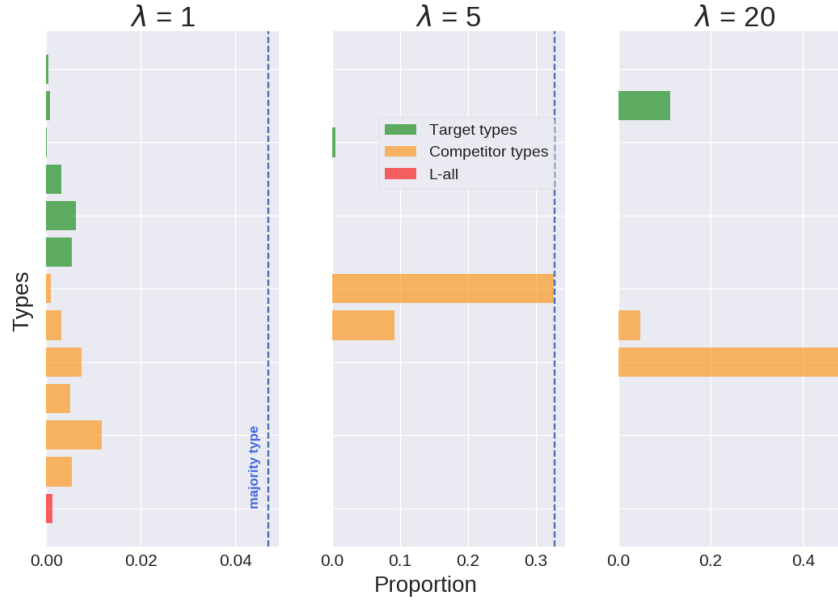 λ = 1
λ = 5
λ = 20
Target types
Competitor types
L-all
Types
majority type
0.00
0.02
0.04
0.0
0.1
0.2
0.3
0.0
0.2
0.4
Proportion